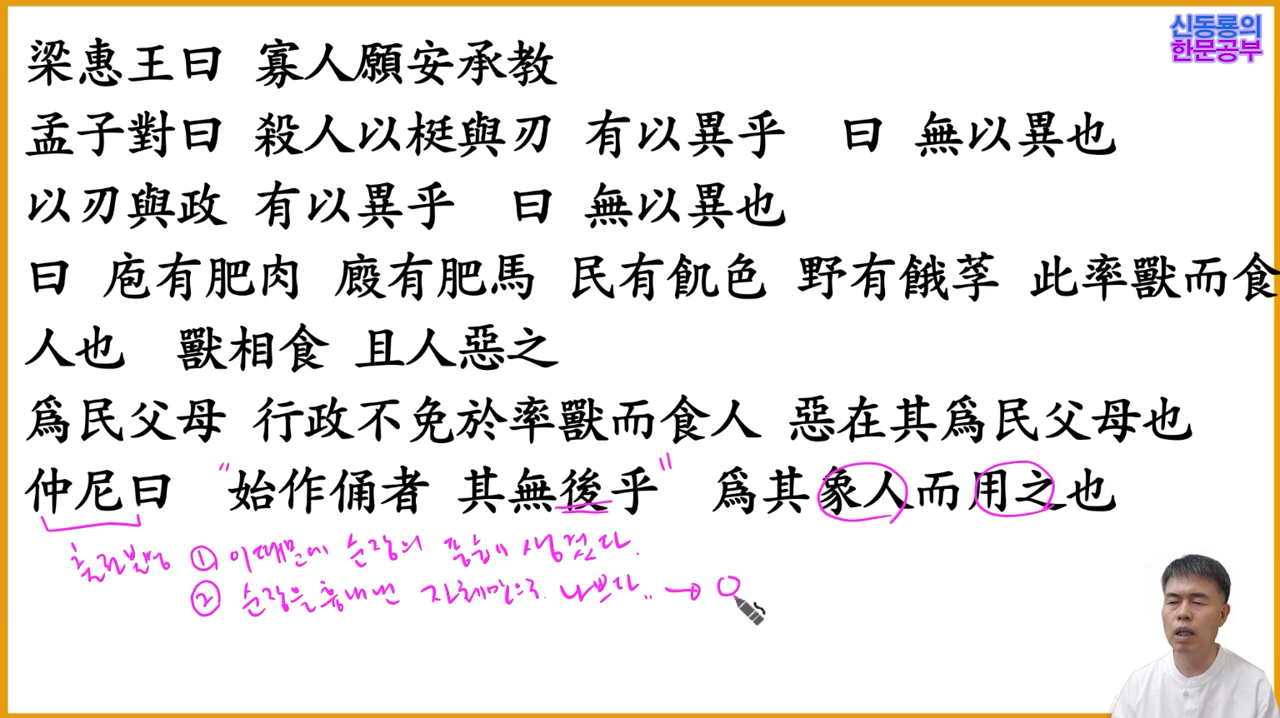 신동룡의
한문공부
梁惠王曰 寡人願安承教
孟子對曰 殺人以梃與刃 有以異乎 曰 無以異也
以刃與政 有以異乎 曰 無以異也
曰 庖有肥肉 廄有肥馬 民有飢色 野有餓莩 此率獸而食
人也 獸相食 且人惡之
爲民父母 行政不免於率獸而食人 惡在其爲民父母也
仲尼曰 "始作俑者 其無後乎" 爲其象人而用之也
출전불명 ① 이때문에 순장의 풍습이 생겼다.
② 순장을 흉내낸 자체만으로 나쁘다.. → O